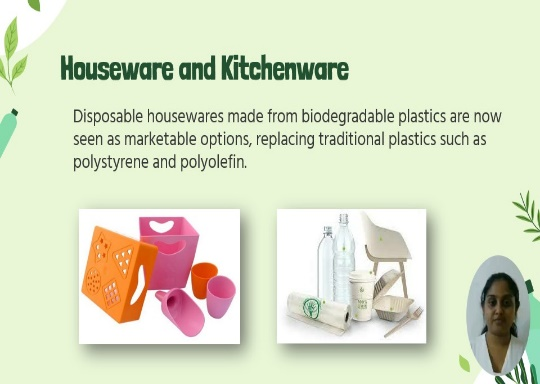 Houseware and Kitchenware
Disposable housewares made from biodegradable plastics are now
seen as marketable options, replacing traditional plastics such as
polystyrene and polyolefin.